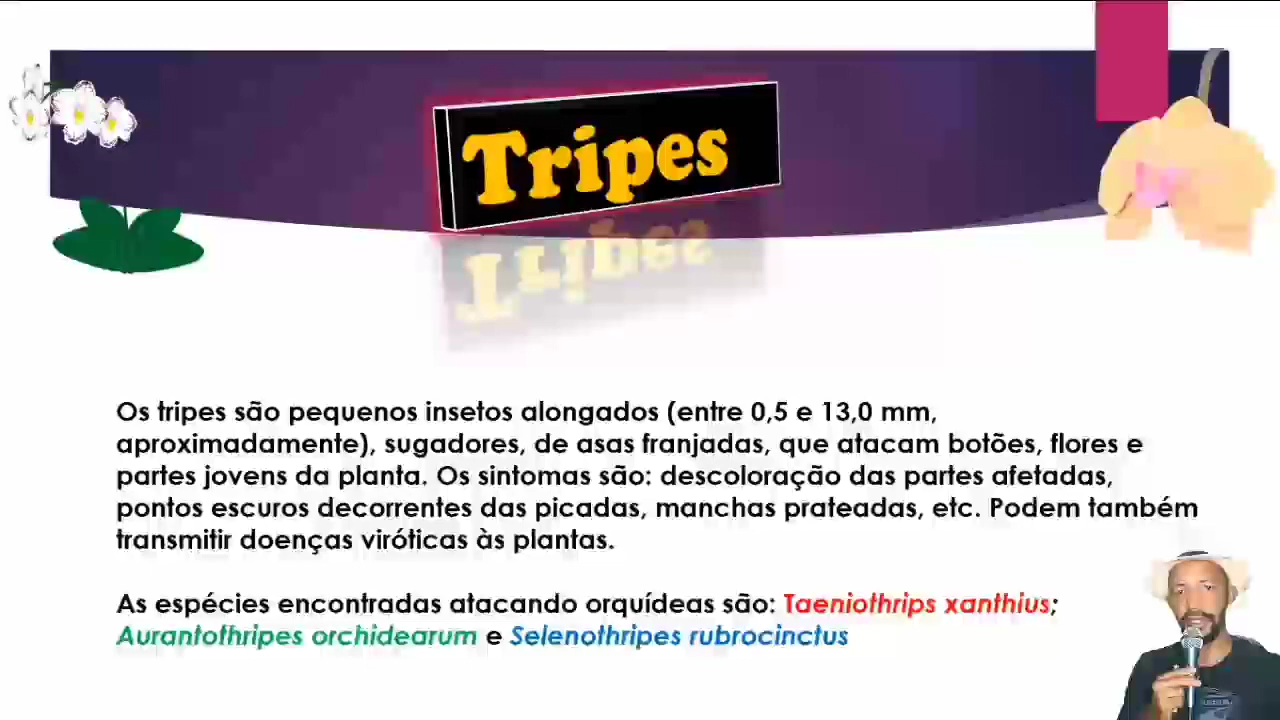 Tripes
Os tripes são pequenos insetos alongados (entre 0,5 e 13,0 mm,
aproximadamente), sugadores, de asas franjadas, que atacam botões, flores e
partes jovens da planta. Os sintomas são: descoloração das partes afetadas,
pontos escuros decorrentes das picadas, manchas prateadas, etc. Podem também
transmitir doenças viróticas às plantas.
As espécies encontradas atacando orquídeas são: Taeniothrips xanthius;
Aurantothripes orchidearum e Selenothripes rubrocinctus